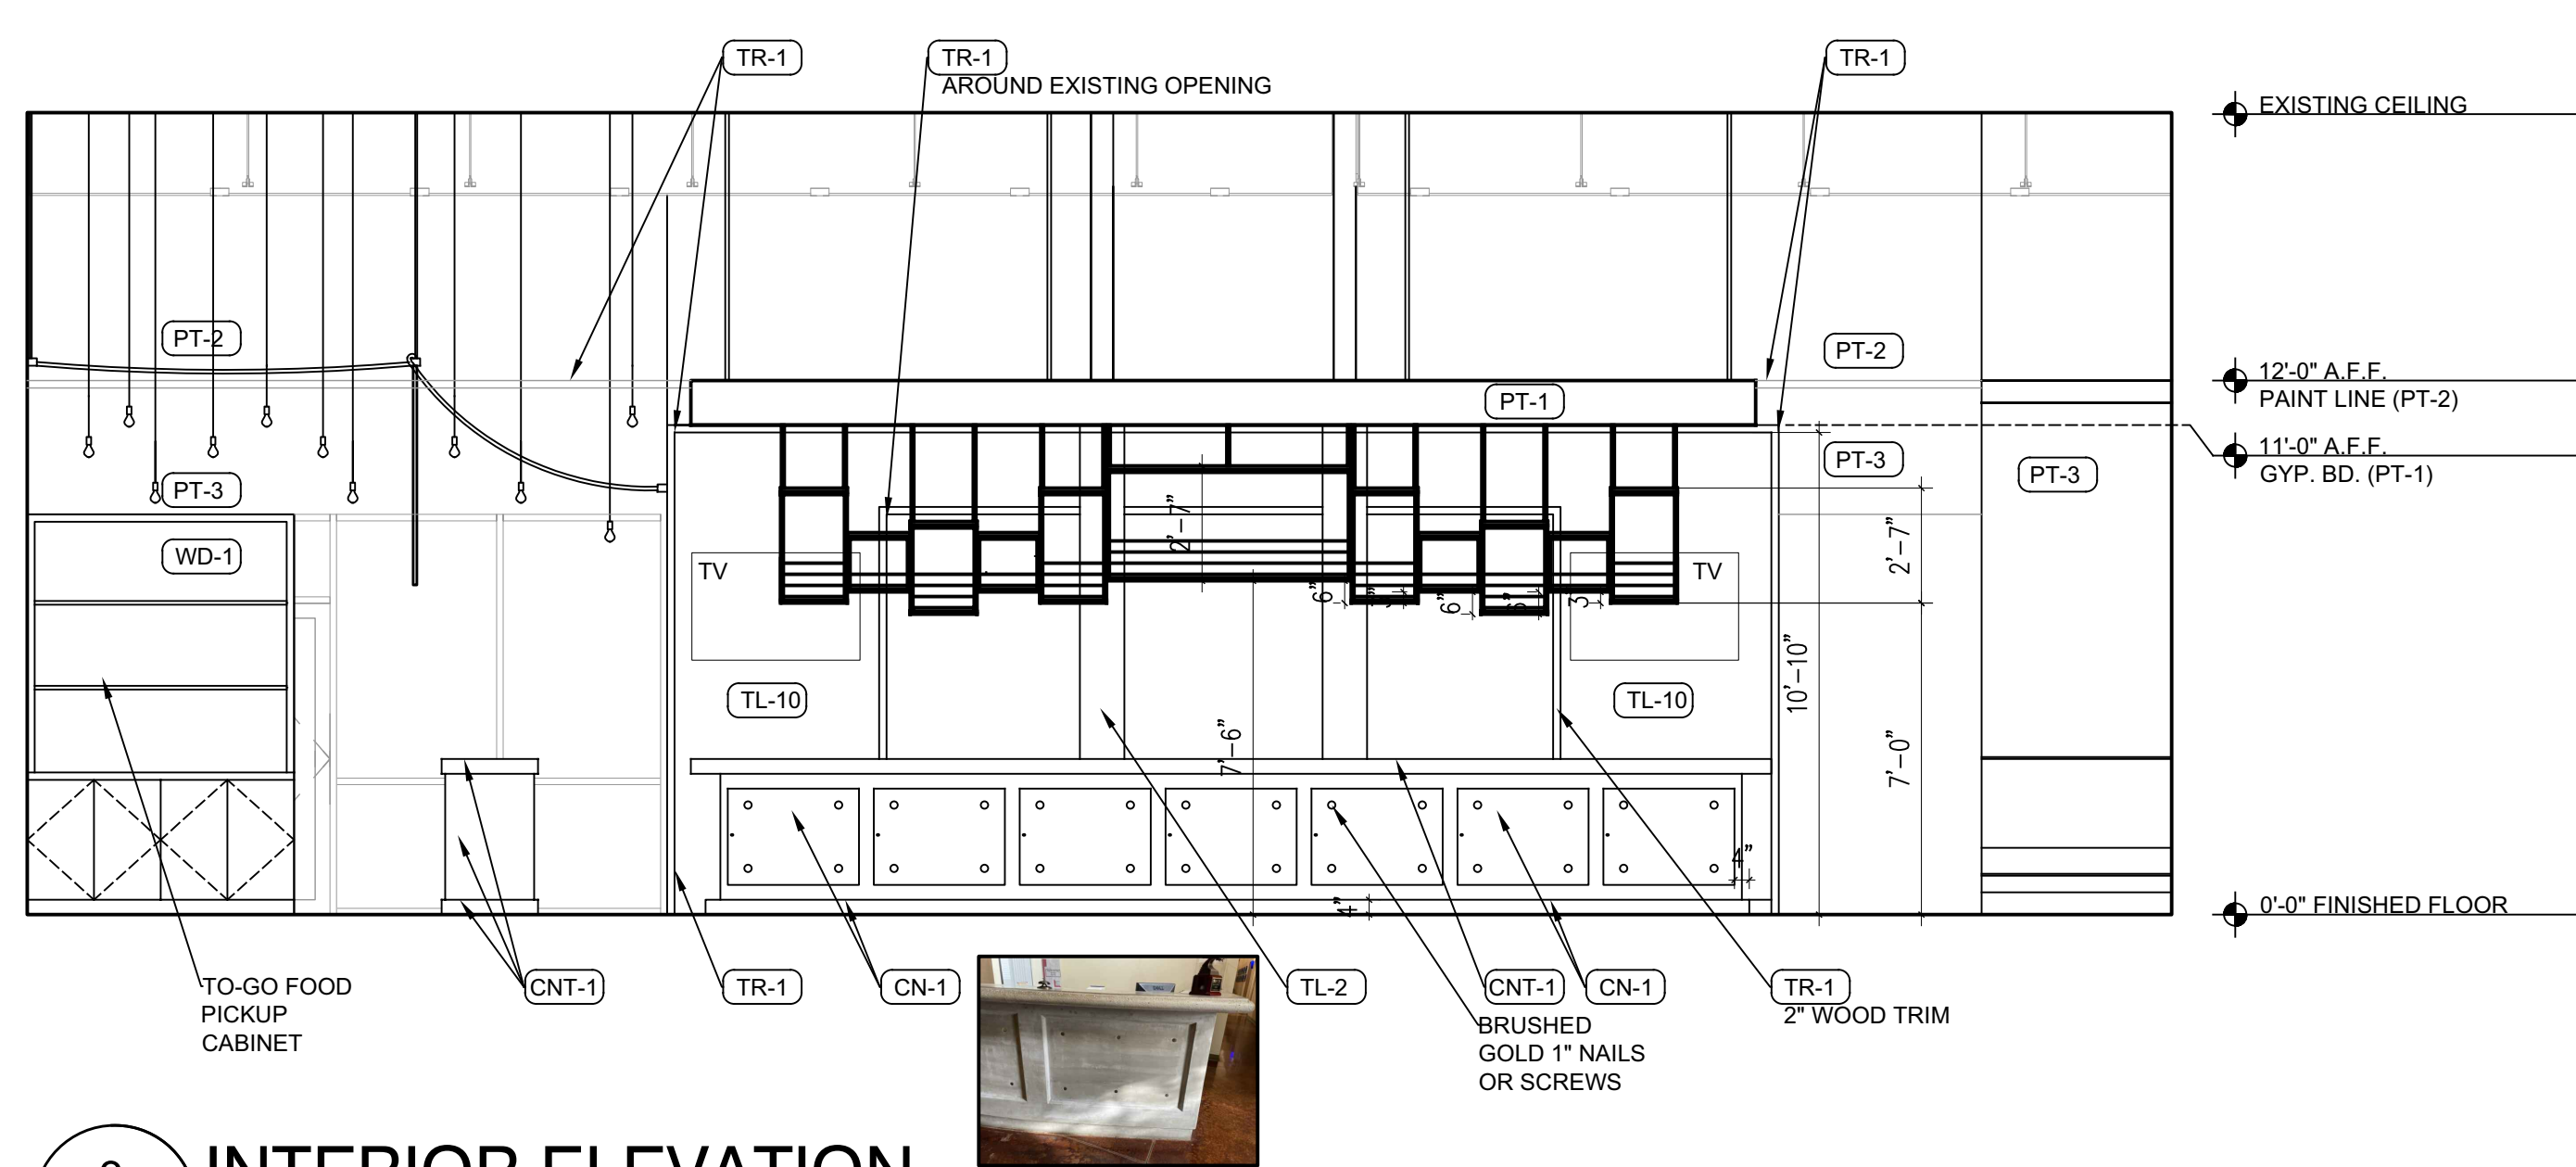 TR-1
TR-1
AROUND EXISTING OPENING
TR-1
EXISTING CEILING
PT-2
PT-2
12'-0" A.F.F.
PAINT LINE (PT-2)
PT-1
11'-0" A.F.F.
GYP. BD. (PT-1)
PT-3
PT-3
PT-3
WD-1
TV
TV
2'-7"
2'-7"
6"
6"
6"
3"
TL-10
TL-10
10'-10"
7'-6"
7'-0"
4"
4"
0'-0" FINISHED FLOOR
TO-GO FOOD
PICKUP
CABINET
CNT-1
TR-1
CN-1
TL-2
CNT-1
CN-1
TR-1
2" WOOD TRIM
BRUSHED
GOLD 1" NAILS
OR SCREWS
INTERIOR ELEVATION